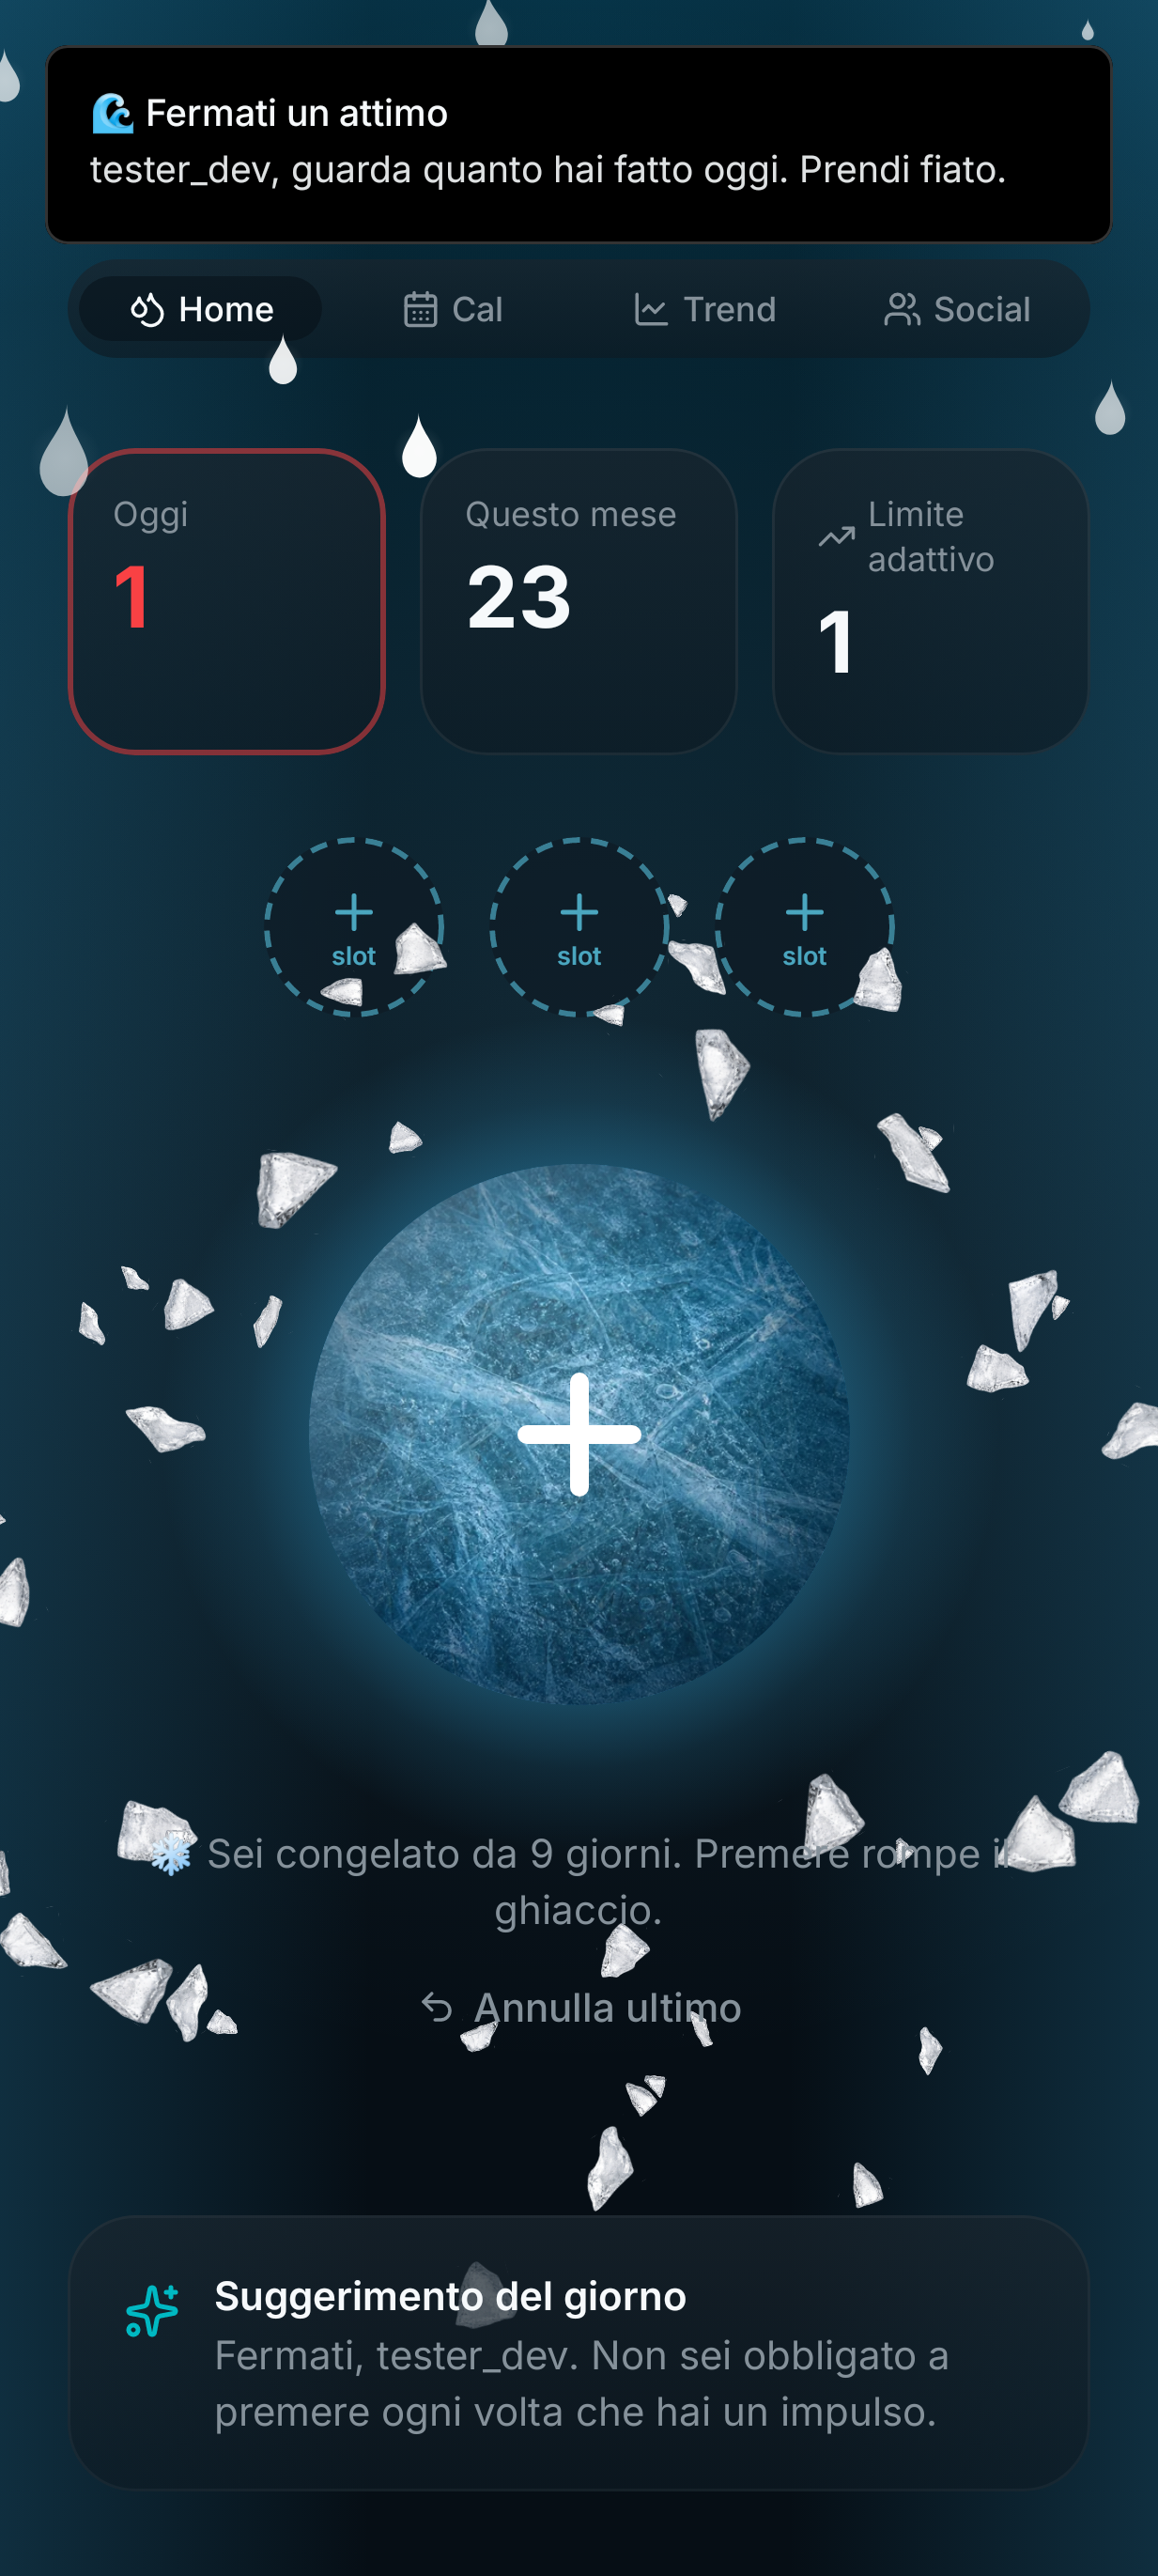 🌊 Fermati un attimo
tester_dev, guarda quanto hai fatto oggi. Prendi fiato.
Home
Cal
Trend
Social
Oggi
1
Questo mese
23
Limite
adattivo
1
slot
slot
slot
❄️ Sei congelato da 9 giorni. Premere rompe il
ghiaccio.
Annulla ultimo
Suggerimento del giorno
Fermati, tester_dev. Non sei obbligato a
premere ogni volta che hai un impulso.